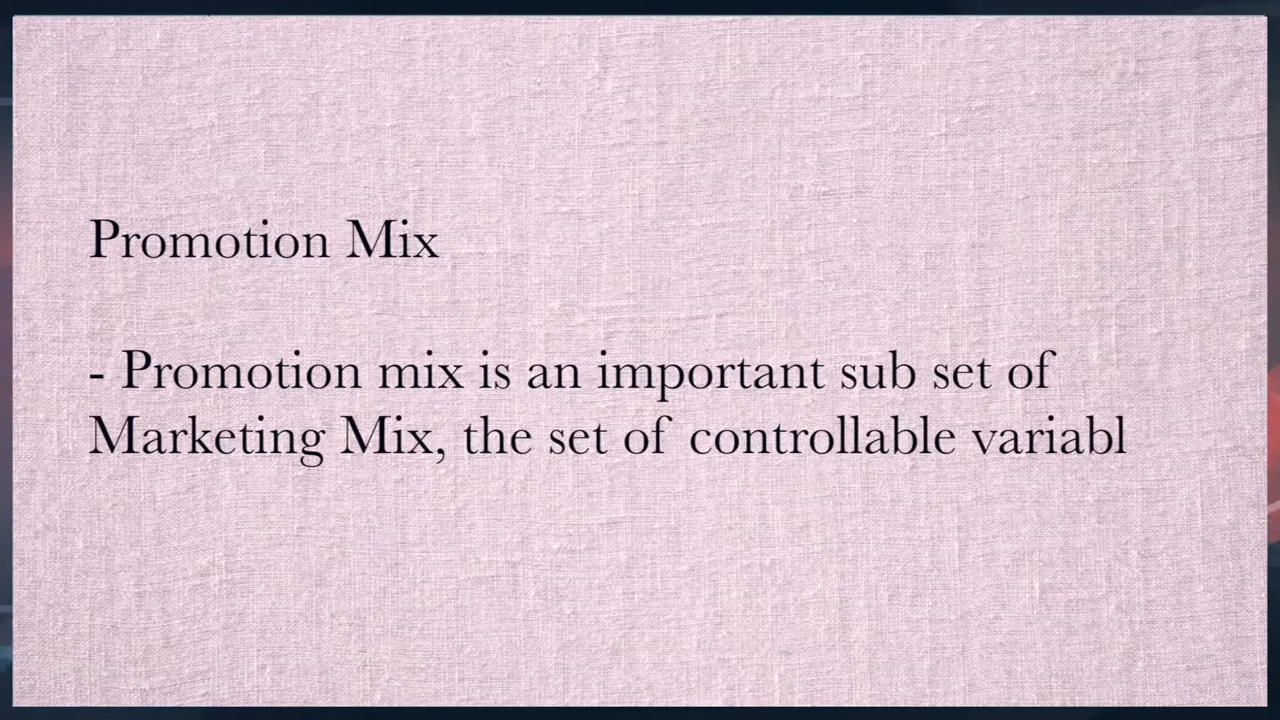 Promotion Mix
- Promotion mix is an important sub set of
Marketing Mix, the set of controllable variabl